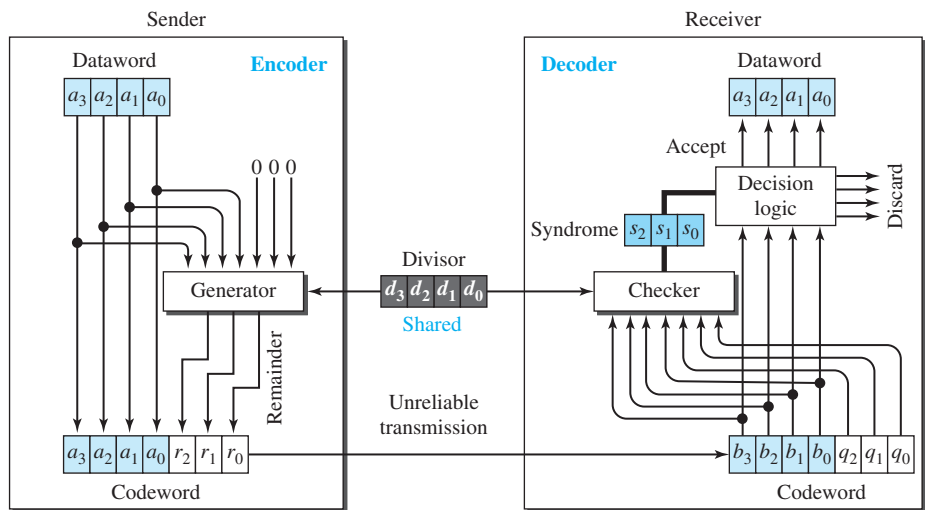 Sender
Receiver
Encoder
Dataword
a3 a2 a1 a0
0 0 0
Generator
Remainder
a3 a2 a1 a0 r2 r1 r0
Codeword
Divisor
d3 d2 d1 d0
Shared
Unreliable
transmission
Decoder
Dataword
a3 a2 a1 a0
Accept
Decision
logic
Discard
Syndrome
s2 s1 s0
Checker
b3 b2 b1 b0 q2 q1 q0
Codeword